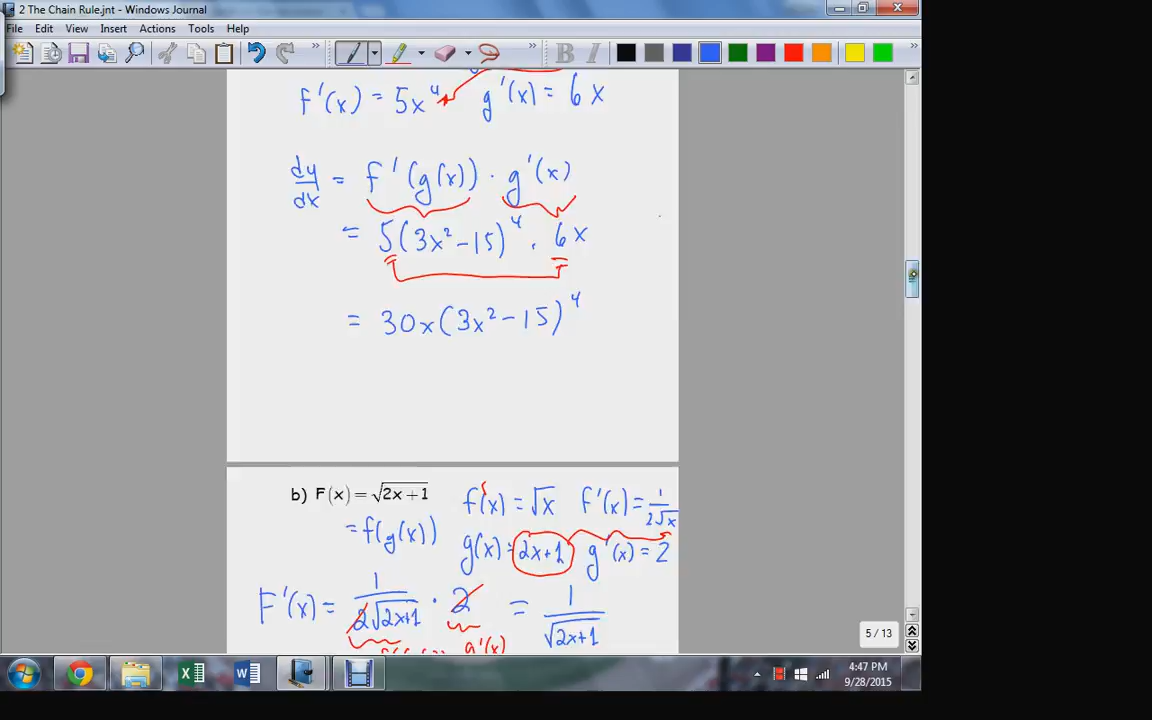 2 The Chain Rule.jnt - Windows Journal
File Edit View Insert Actions Tools Help
B I
f'(x) = 5x⁴ g'(x) = 6x
dy/dx = f'(g(x)) · g'(x)
= 5(3x²-15)⁴ · 6x
= 30x(3x²-15)⁴
b) F(x) = √(2x+1) f(x) = √x f'(x) = 1/(2√x)
= f(g(x)) g(x) = 2x+1 g'(x) = 2
F'(x) = 1/(2√(2x+1)) · 2 = 1/√(2x+1)
g'(x)
5 / 13
4:47 PM
9/28/2015